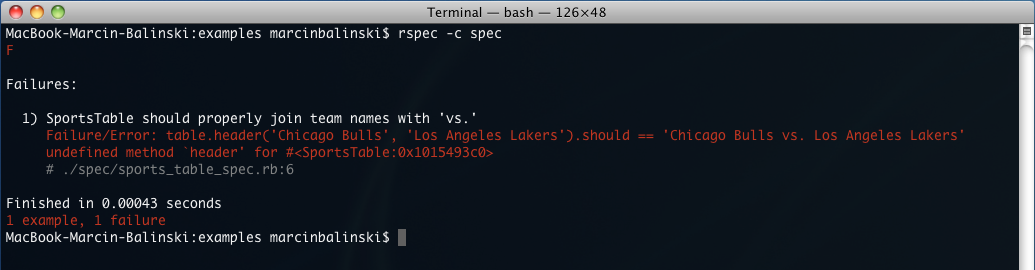 Terminal — bash — 126×48
MacBook-Marcin-Balinski:examples marcinbalinski$ rspec -c spec
F
Failures:
1) SportsTable should properly join team names with 'vs.'
Failure/Error: table.header('Chicago Bulls', 'Los Angeles Lakers').should == 'Chicago Bulls vs. Los Angeles Lakers'
undefined method `header' for #<SportsTable:0x1015493c0>
# ./spec/sports_table_spec.rb:6
Finished in 0.00043 seconds
1 example, 1 failure
MacBook-Marcin-Balinski:examples marcinbalinski$